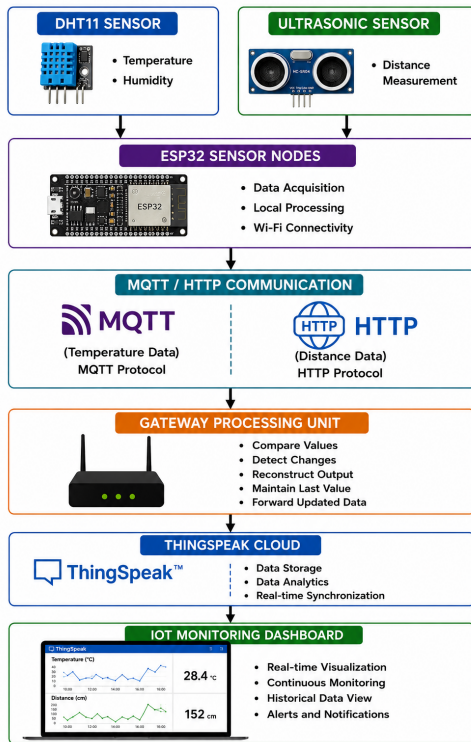 DHT11 SENSOR
• Temperature
• Humidity
ULTRASONIC SENSOR
HC-SR04
• Distance
Measurement
ESP32 SENSOR NODES
ESP32
• Data Acquisition
• Local Processing
• Wi-Fi Connectivity
MQTT / HTTP COMMUNICATION
MQTT
(Temperature Data)
MQTT Protocol
HTTP
HTTP
(Distance Data)
HTTP Protocol
GATEWAY PROCESSING UNIT
• Compare Values
• Detect Changes
• Reconstruct Output
• Maintain Last Value
• Forward Updated Data
THINGSPEAK CLOUD
ThingSpeak™
• Data Storage
• Data Analytics
• Real-time Synchronization
IOT MONITORING DASHBOARD
ThingSpeak
Temperature (°C)
28.4 °C
Distance (cm)
152 cm
• Real-time Visualization
• Continuous Monitoring
• Historical Data View
• Alerts and Notifications